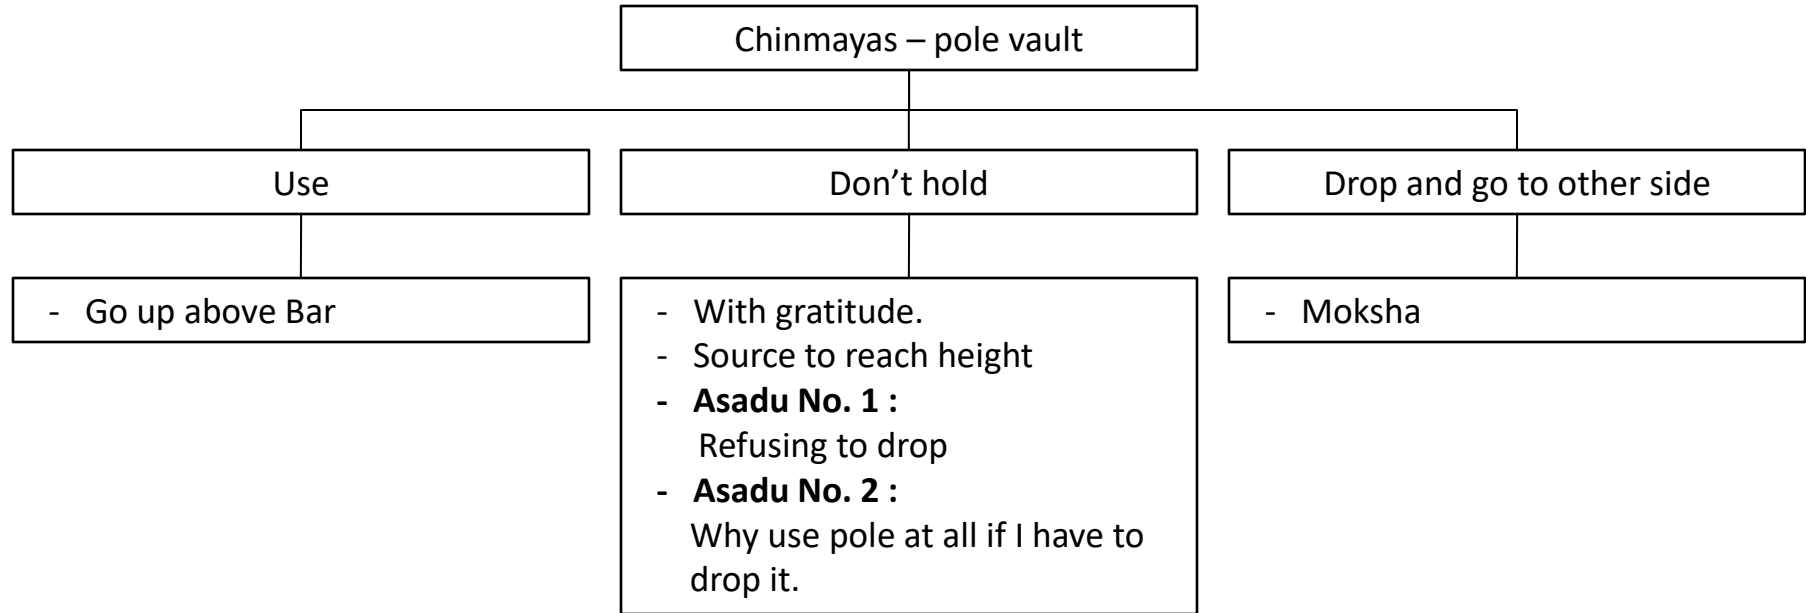 Chinmayas – pole vault
Use
Don’t hold
Drop and go to other side
- Go up above Bar
- With gratitude.
- Source to reach height
- Asadu No. 1 :
Refusing to drop
- Asadu No. 2 :
Why use pole at all if I have to
drop it.
- Moksha